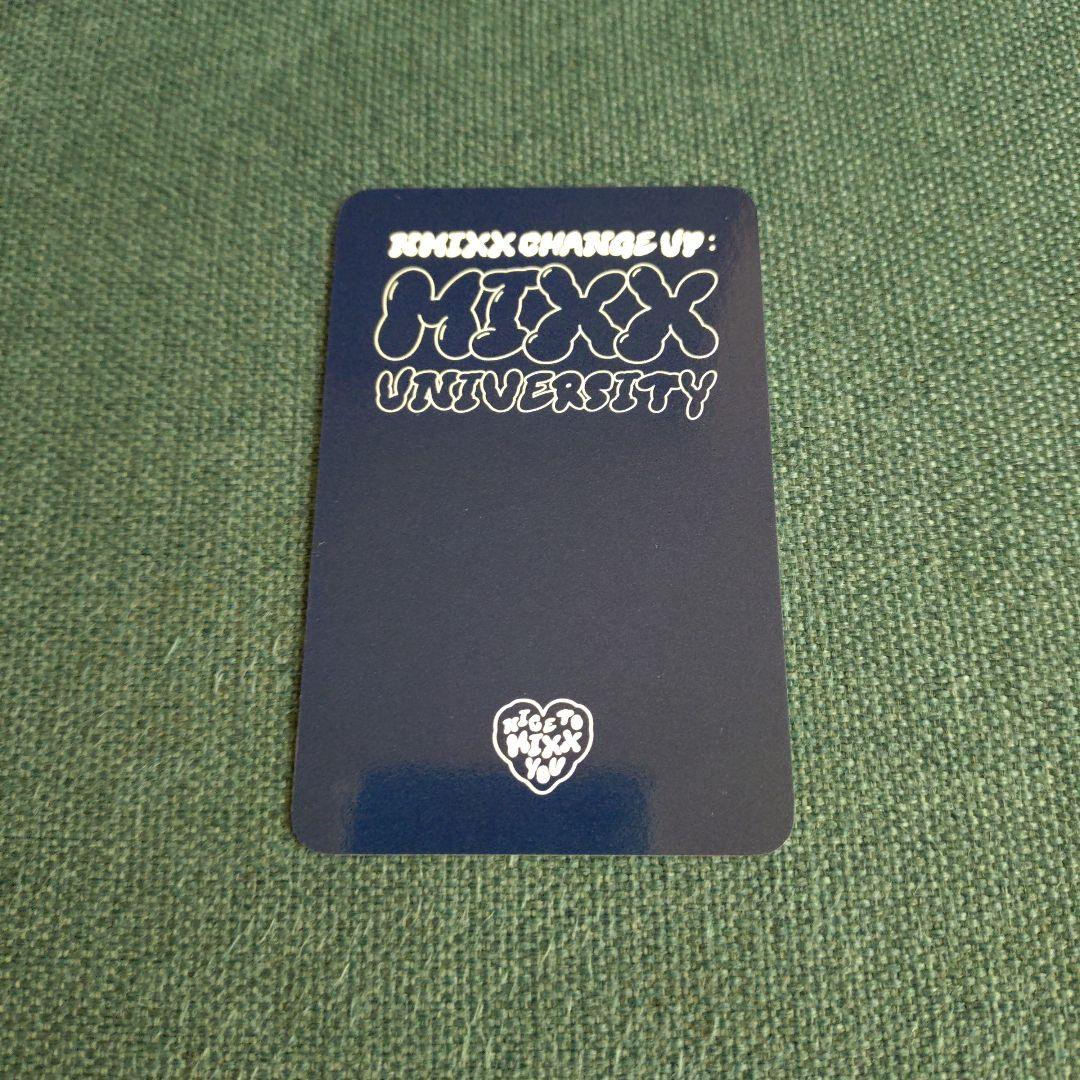 NMIXX CHANGE UP:
MIXX
UNIVERSITY
NICE TO
MIXX
YOU